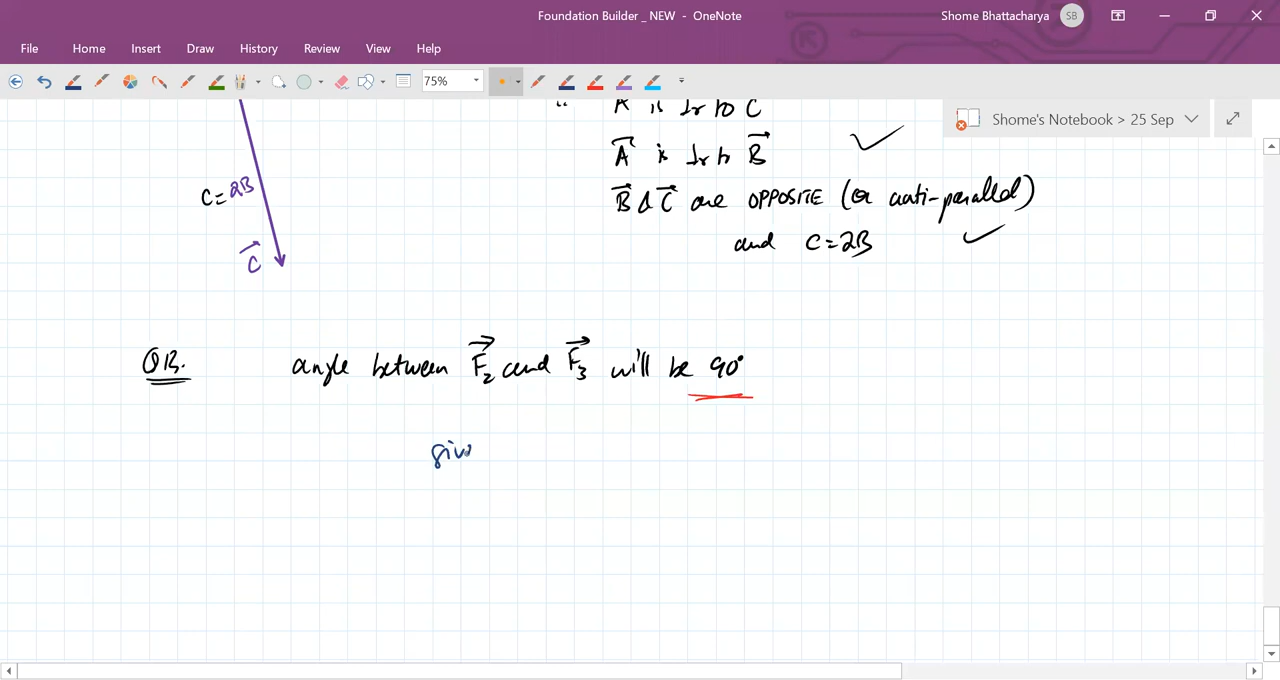 Foundation Builder _ NEW - OneNote
Shome Bhattacharya SB
File Home Insert Draw History Review View Help
75%
Shome's Notebook > 25 Sep
A is ⊥r to C
A is ⊥r to B
B & C are OPPOSITE (or anti-parallel)
and C = 2B
C = 2B
C
Q13. angle between F2 and F3 will be 90°
giv